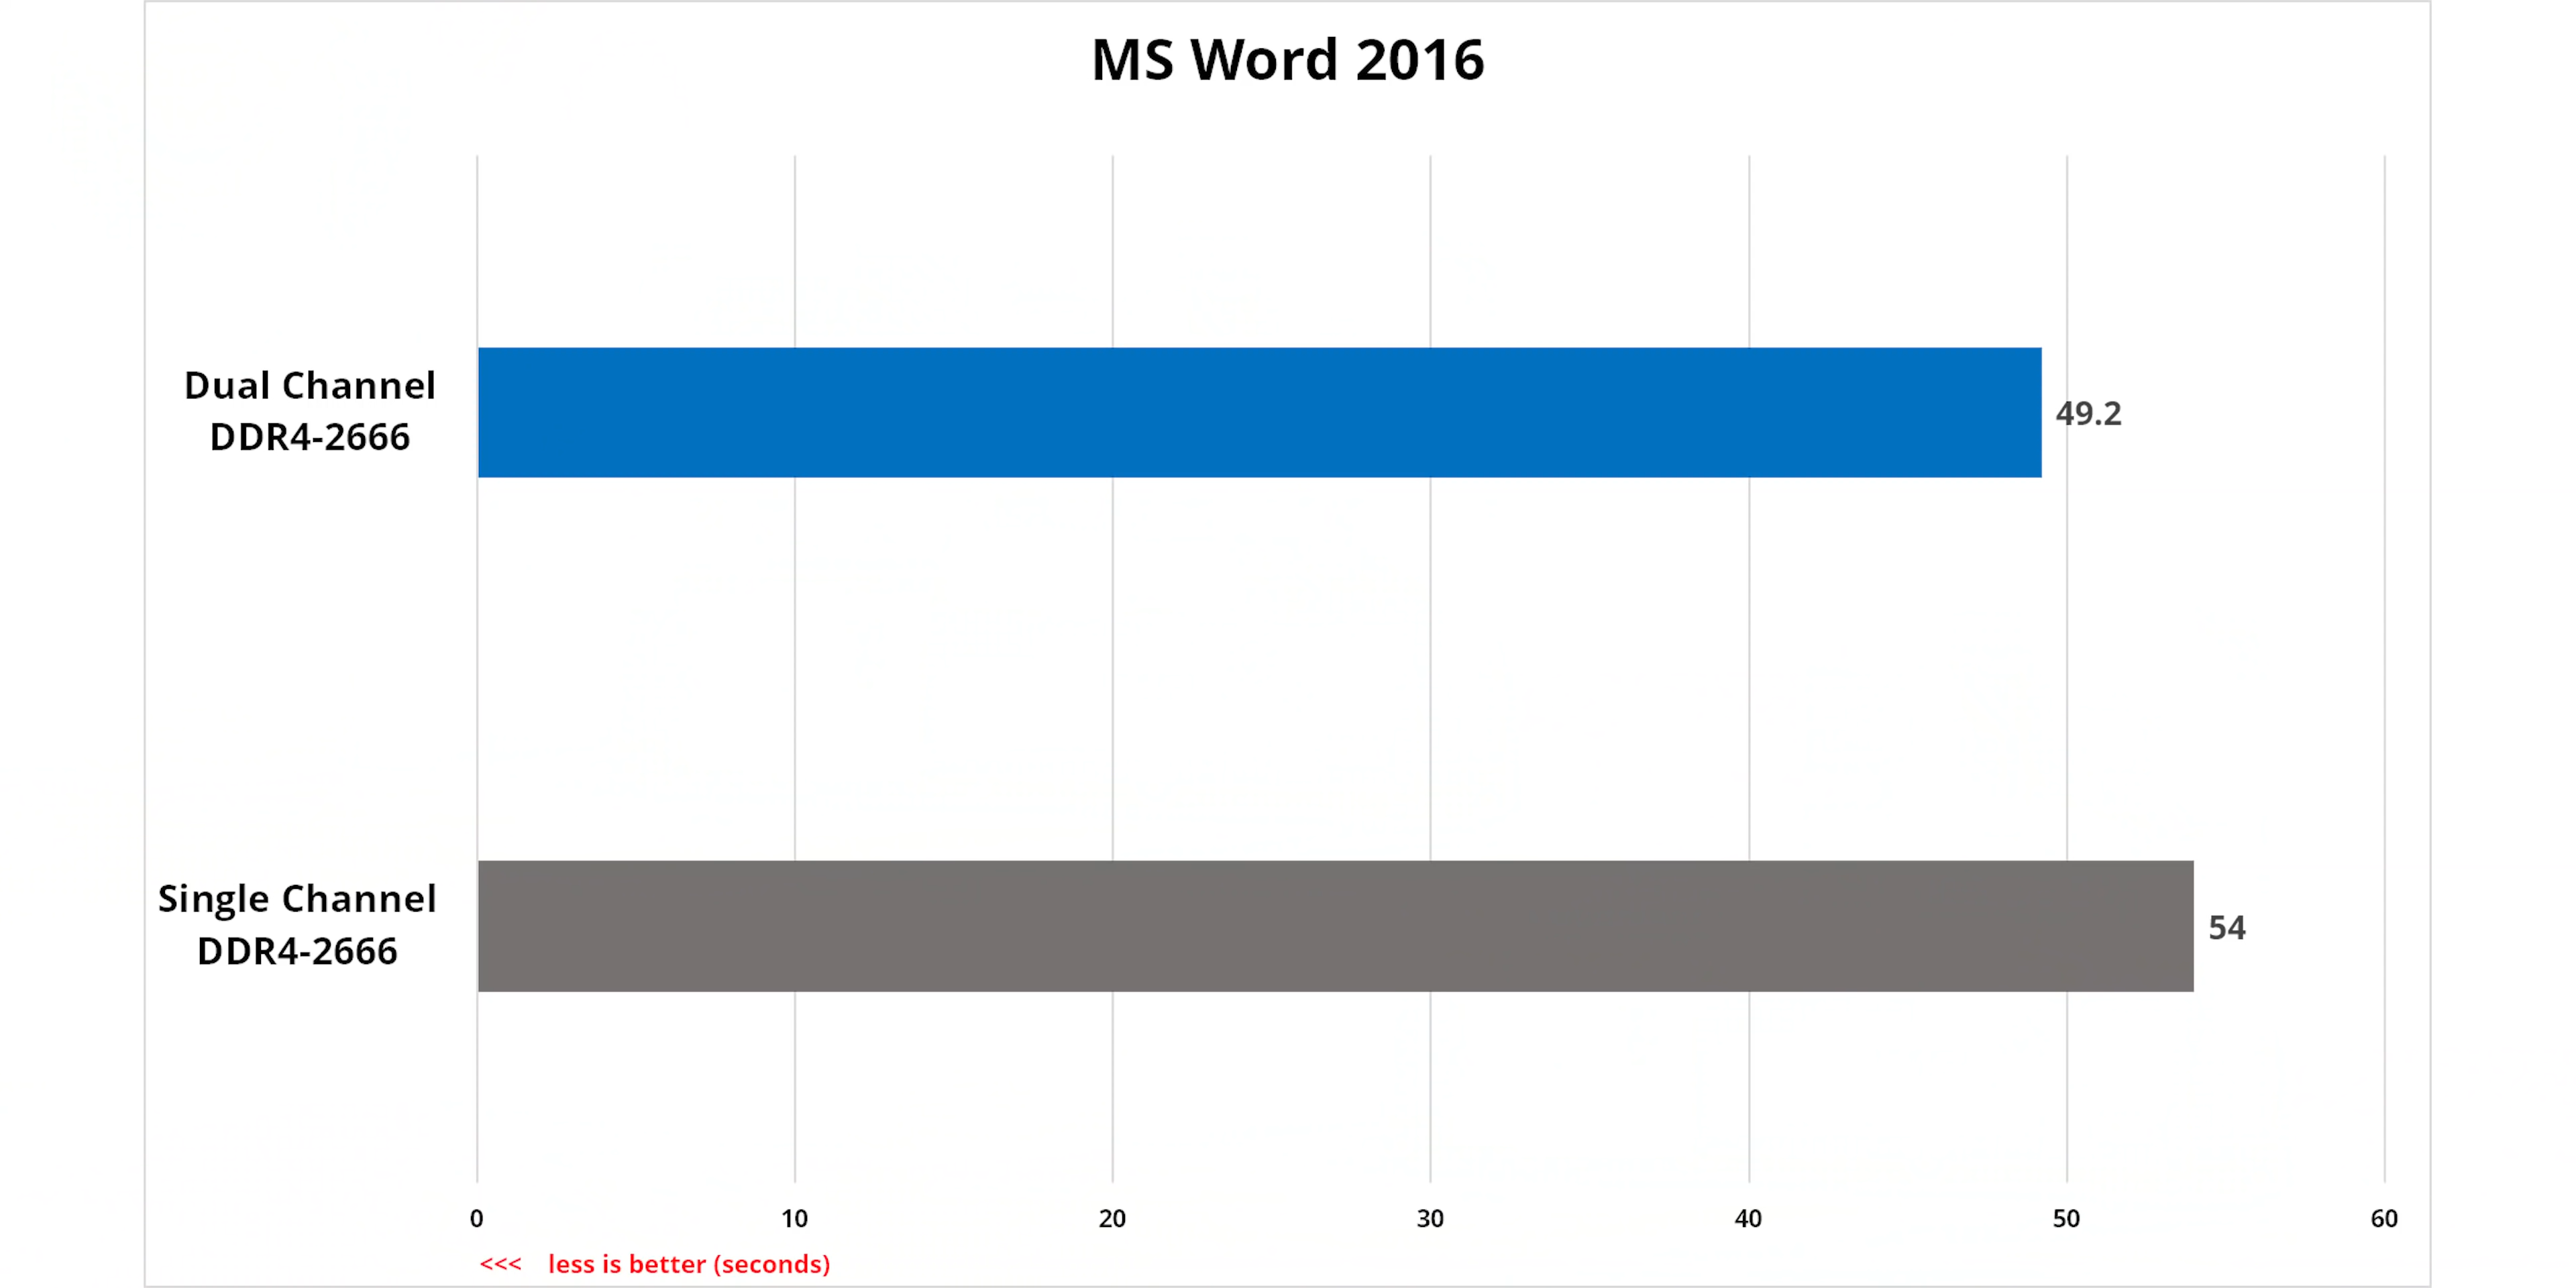 MS Word 2016
Dual Channel
DDR4-2666
49.2
Single Channel
DDR4-2666
54
0 10 20 30 40 50 60
<<< less is better (seconds)